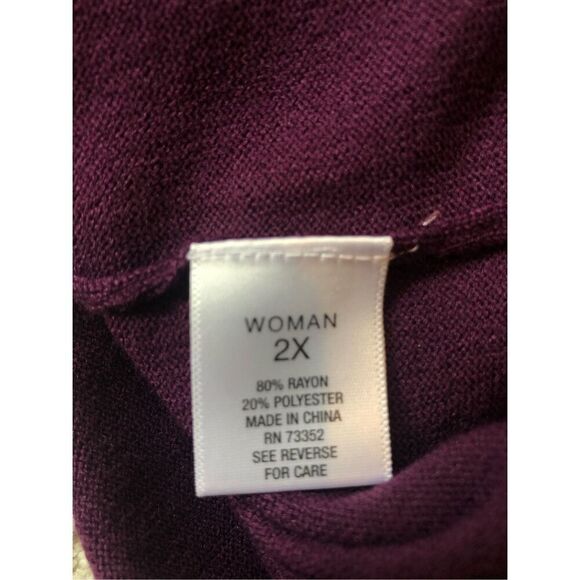 WOMAN
2X
80% RAYON
20% POLYESTER
MADE IN CHINA
RN 73352
SEE REVERSE
FOR CARE